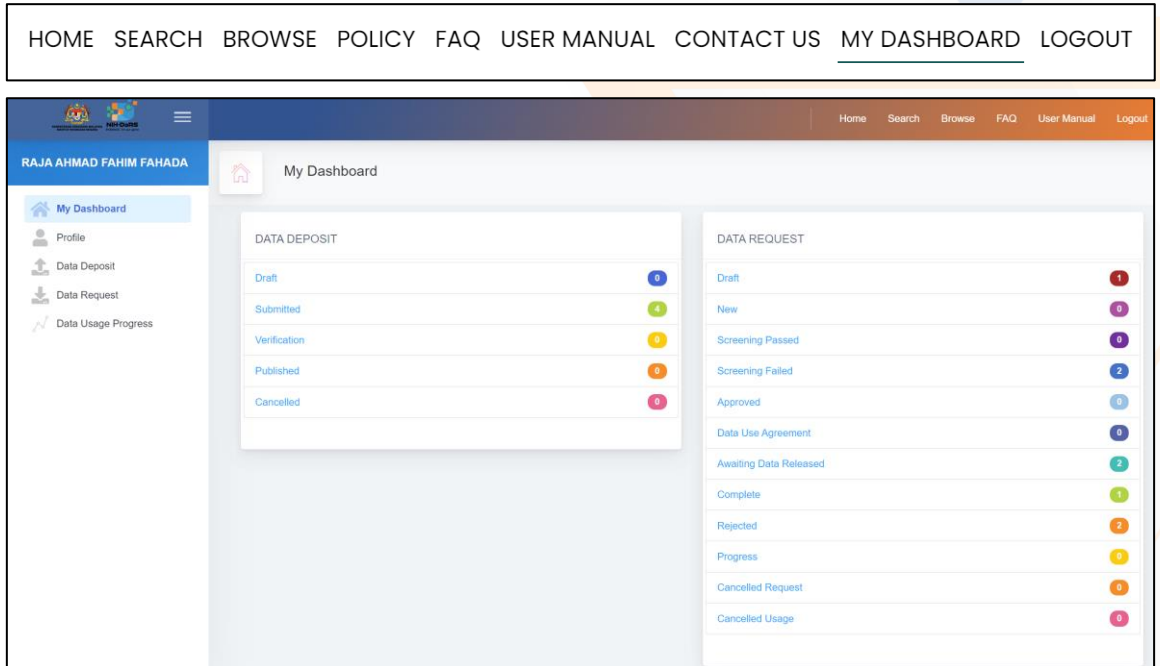 HOME SEARCH BROWSE POLICY FAQ USER MANUAL CONTACT US MY DASHBOARD LOGOUT
NIH-DaRS
Home Search Browse FAQ User Manual Logout
RAJA AHMAD FAHIM FAHADA
My Dashboard
My Dashboard
Profile
Data Deposit
Data Request
Data Usage Progress
DATA DEPOSIT
Draft 0
Submitted 4
Verification 0
Published 0
Cancelled 0
DATA REQUEST
Draft 1
New 0
Screening Passed 0
Screening Failed 2
Approved 0
Data Use Agreement 0
Awaiting Data Released 2
Complete 1
Rejected 2
Progress 0
Cancelled Request 0
Cancelled Usage 0